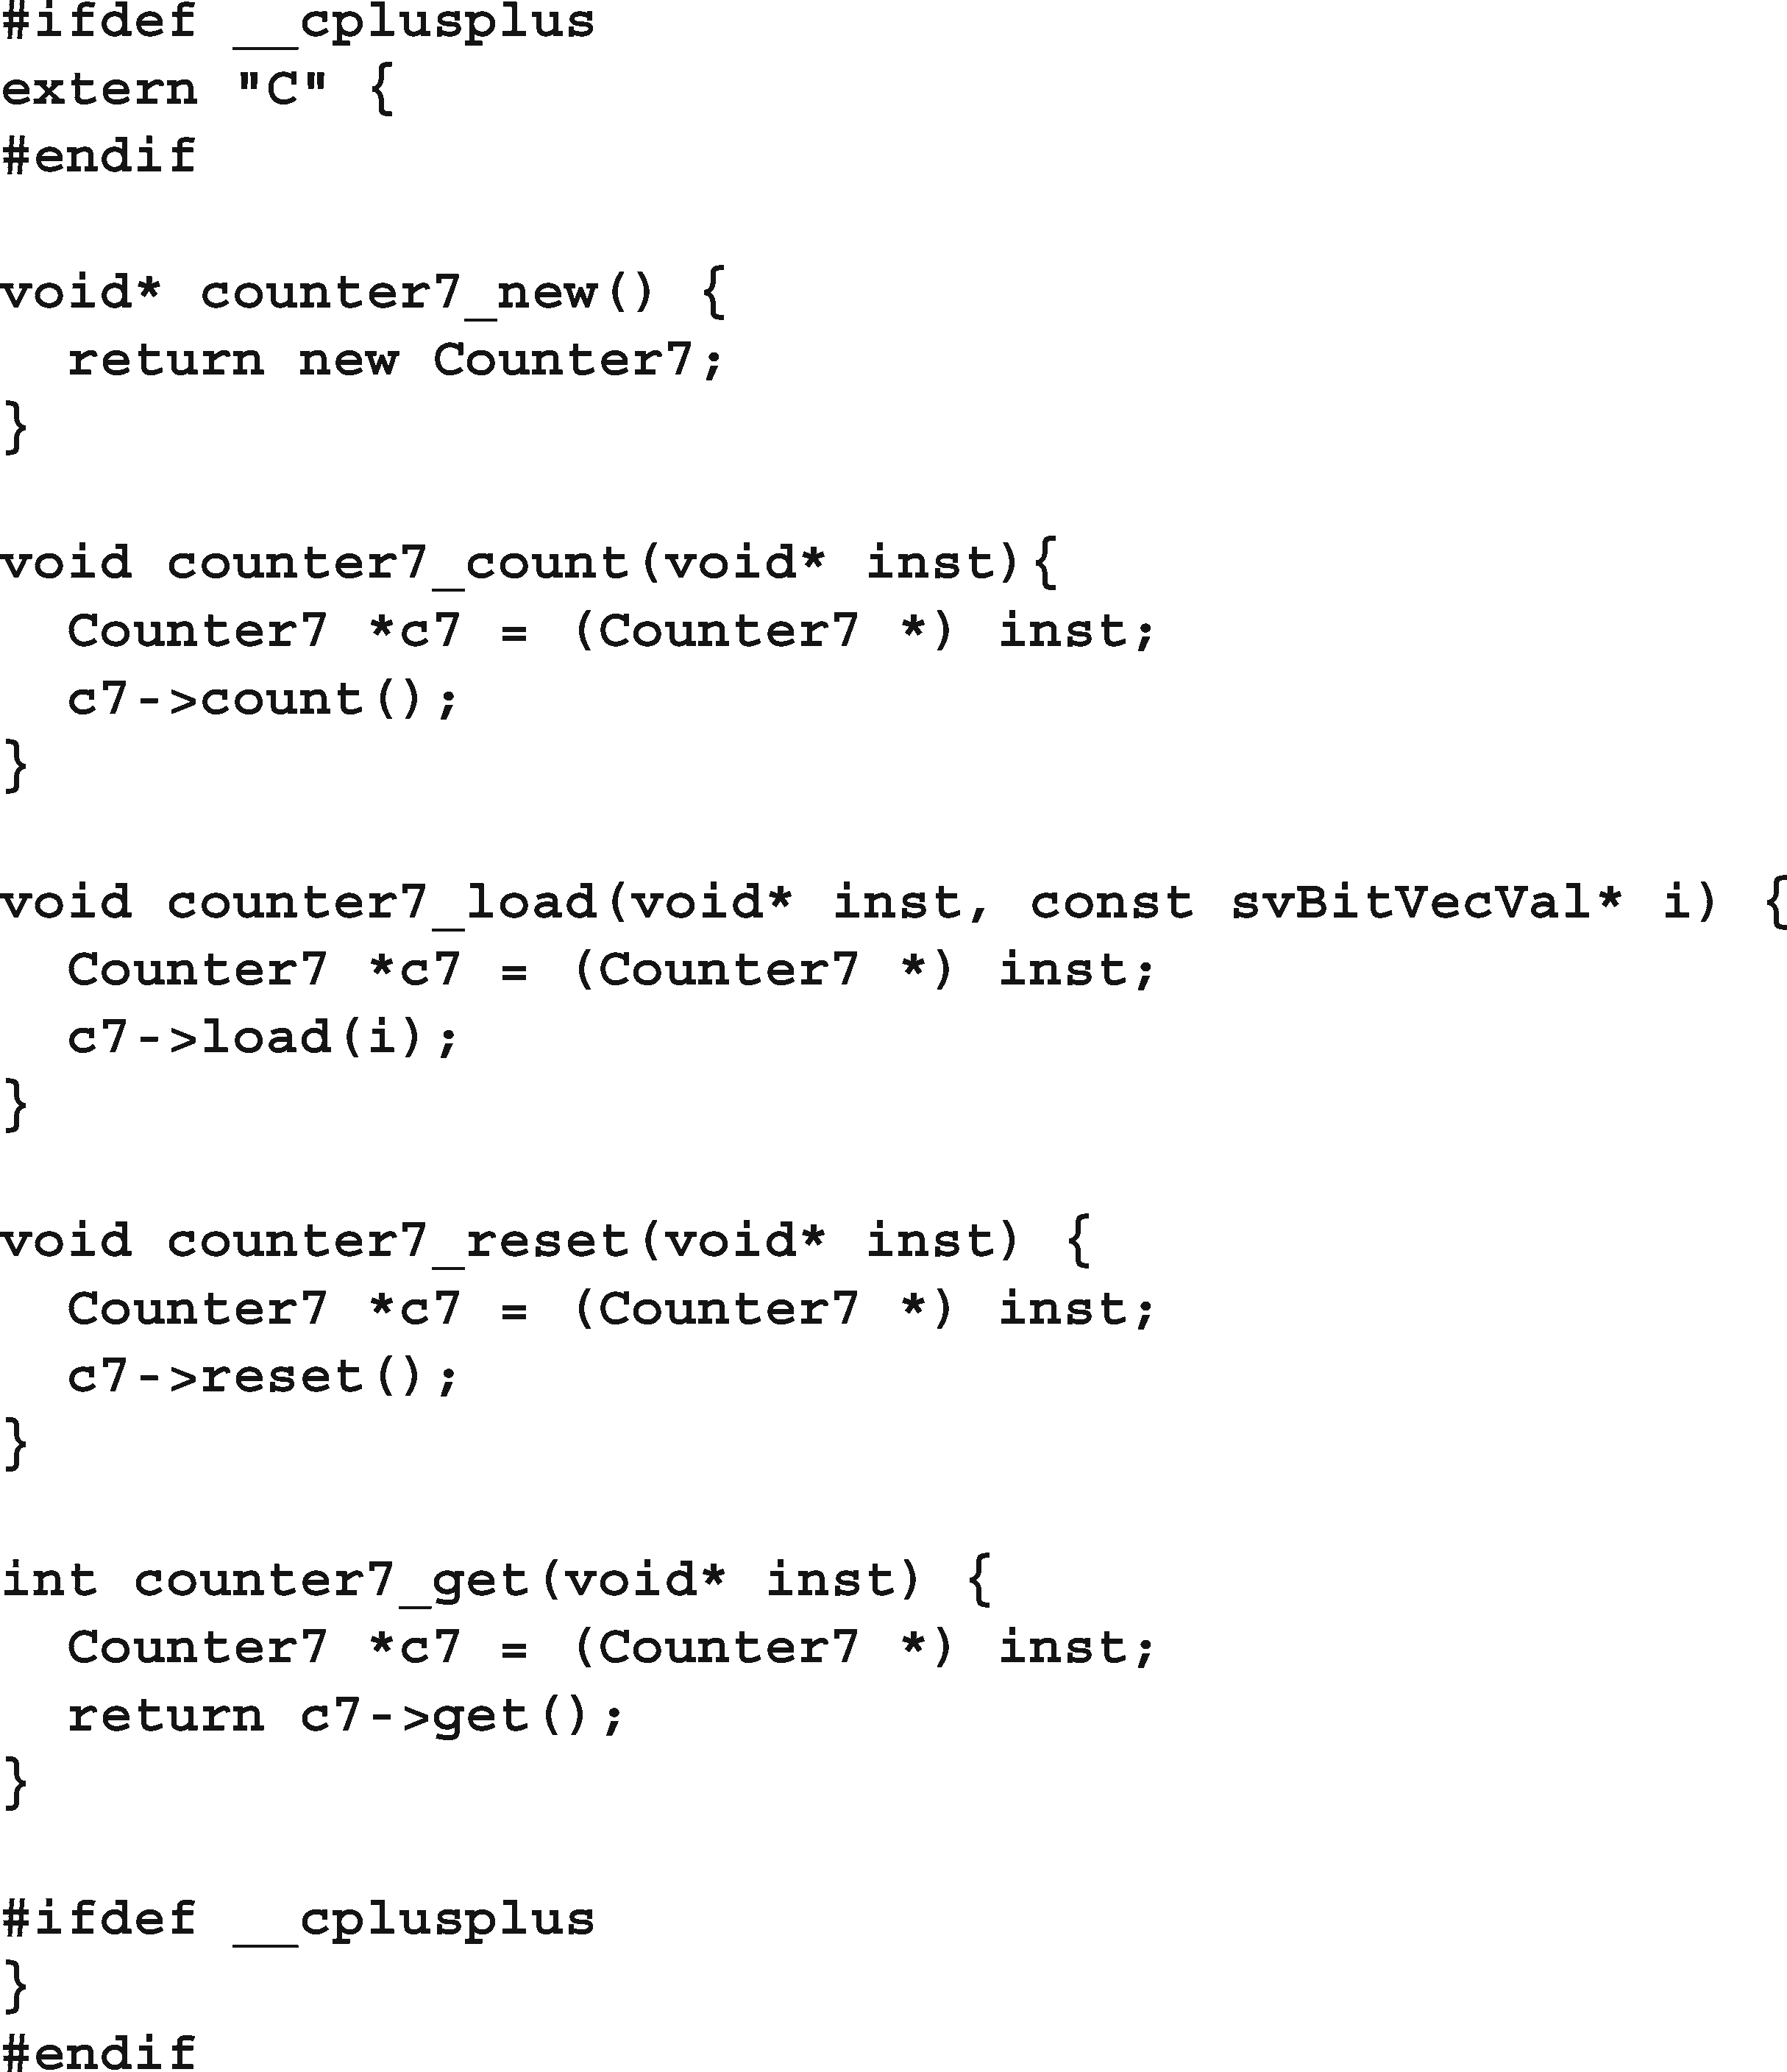 #ifdef __cplusplus
extern "C" {
#endif

void* counter7_new() {
  return new Counter7;
}

void counter7_count(void* inst){
  Counter7 *c7 = (Counter7 *) inst;
  c7->count();
}

void counter7_load(void* inst, const svBitVecVal* i) {
  Counter7 *c7 = (Counter7 *) inst;
  c7->load(i);
}

void counter7_reset(void* inst) {
  Counter7 *c7 = (Counter7 *) inst;
  c7->reset();
}

int counter7_get(void* inst) {
  Counter7 *c7 = (Counter7 *) inst;
  return c7->get();
}

#ifdef __cplusplus
}
#endif